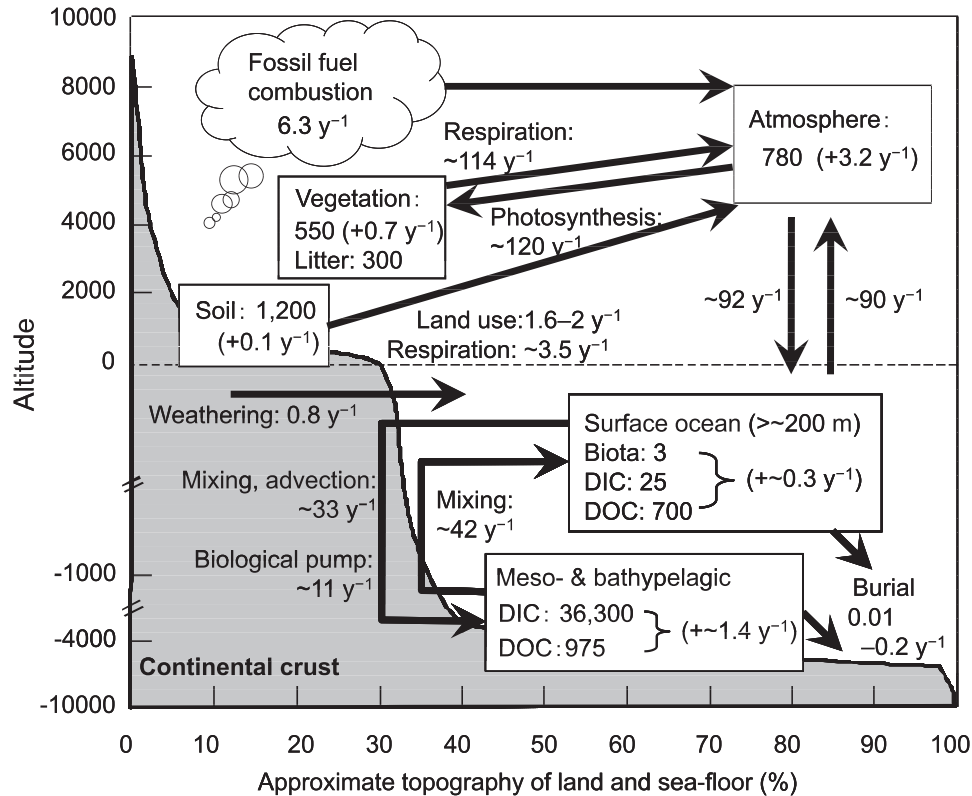 10000
8000
6000
4000
2000
0
-1000
-4000
-10000
Altitude
Fossil fuel
combustion
6.3 y⁻¹
Atmosphere:
780 (+3.2 y⁻¹)
Respiration:
~114 y⁻¹
Vegetation:
550 (+0.7 y⁻¹)
Litter: 300
Photosynthesis:
~120 y⁻¹
Soil: 1,200
(+0.1 y⁻¹)
Land use:1.6–2 y⁻¹
Respiration: ~3.5 y⁻¹
~92 y⁻¹
~90 y⁻¹
Weathering: 0.8 y⁻¹
Surface ocean (>~200 m)
Biota: 3
DIC: 25
DOC: 700
(+~0.3 y⁻¹)
Mixing, advection:
~33 y⁻¹
Mixing:
~42 y⁻¹
Biological pump:
~11 y⁻¹
Meso- & bathypelagic
DIC: 36,300
DOC: 975
(+~1.4 y⁻¹)
Burial
0.01
–0.2 y⁻¹
Continental crust
0 10 20 30 40 50 60 70 80 90 100
Approximate topography of land and sea-floor (%)